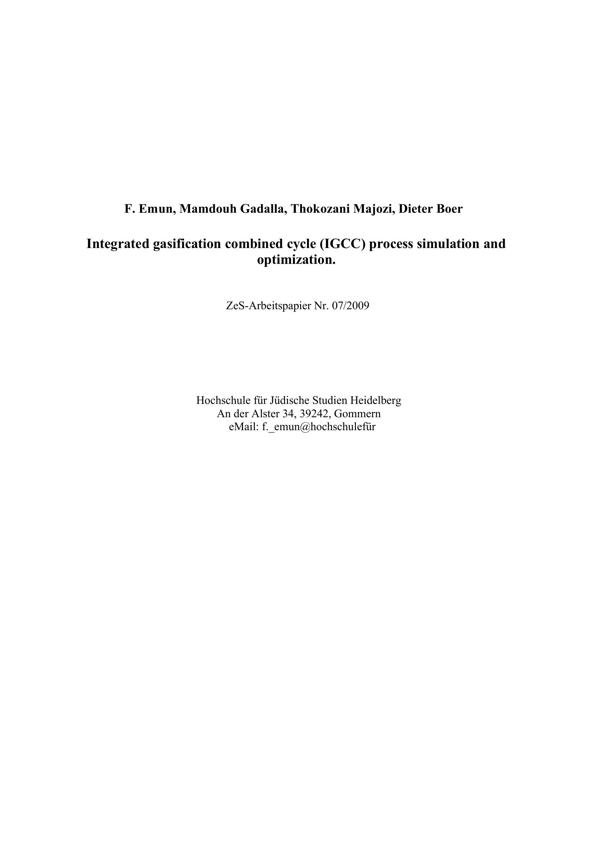 F. Emun, Mamdouh Gadalla, Thokozani Majozi, Dieter Boer
Integrated gasification combined cycle (IGCC) process simulation and
optimization.
ZeS-Arbeitspapier Nr. 07/2009
Hochschule für Jüdische Studien Heidelberg
An der Alster 34, 39242, Gommern
eMail: f._emun@hochschulefür